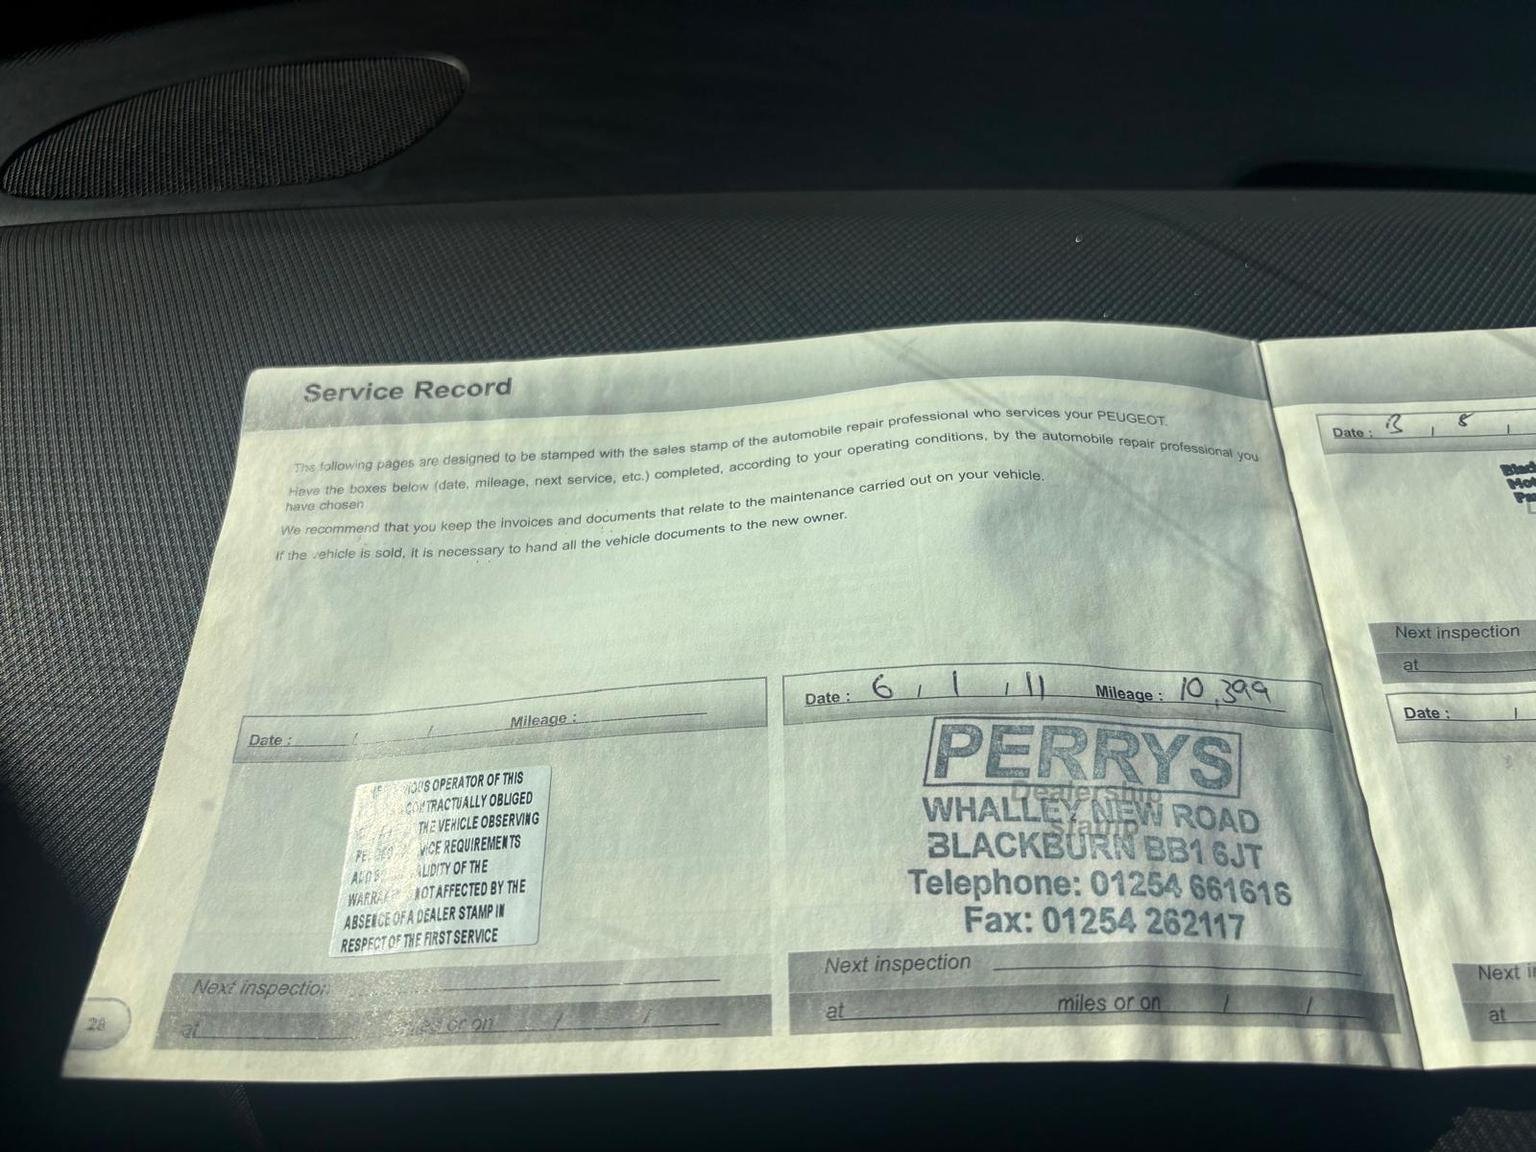 Service Record
The following pages are designed to be stamped with the sales stamp of the automobile repair professional who services your PEUGEOT.
Have the boxes below (date, mileage, next service, etc.) completed, according to your operating conditions, by the automobile repair professional you
have chosen
We recommend that you keep the invoices and documents that relate to the maintenance carried out on your vehicle.
If the vehicle is sold, it is necessary to hand all the vehicle documents to the new owner.
Date : / / Mileage :
OPERATOR OF THIS
CONTRACTUALLY OBLIGED
THE VEHICLE OBSERVING
REQUIREMENTS
OF THE
NOT AFFECTED BY THE
ABSENCE OF A DEALER STAMP IN
RESPECT OF THE FIRST SERVICE
Next inspection
at miles or on / /
28
Date : 6 / 1 / 11 Mileage : 10,399
Dealership
stamp
PERRYS
WHALLEY NEW ROAD
BLACKBURN BB1 6JT
Telephone: 01254 661616
Fax: 01254 262117
Next inspection
at miles or on / /
Date : 8 /
Next inspection
at
Date : /
Next
at